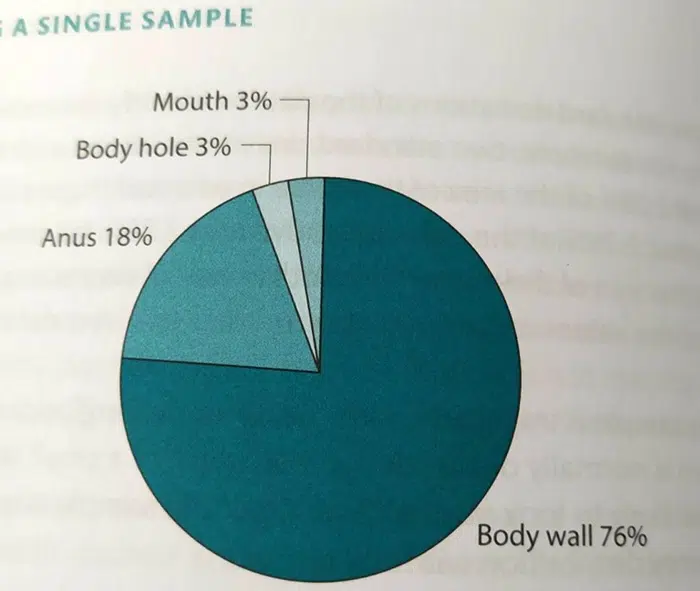 A SINGLE SAMPLE
Mouth 3%
Body hole 3%
Anus 18%
Body wall 76%